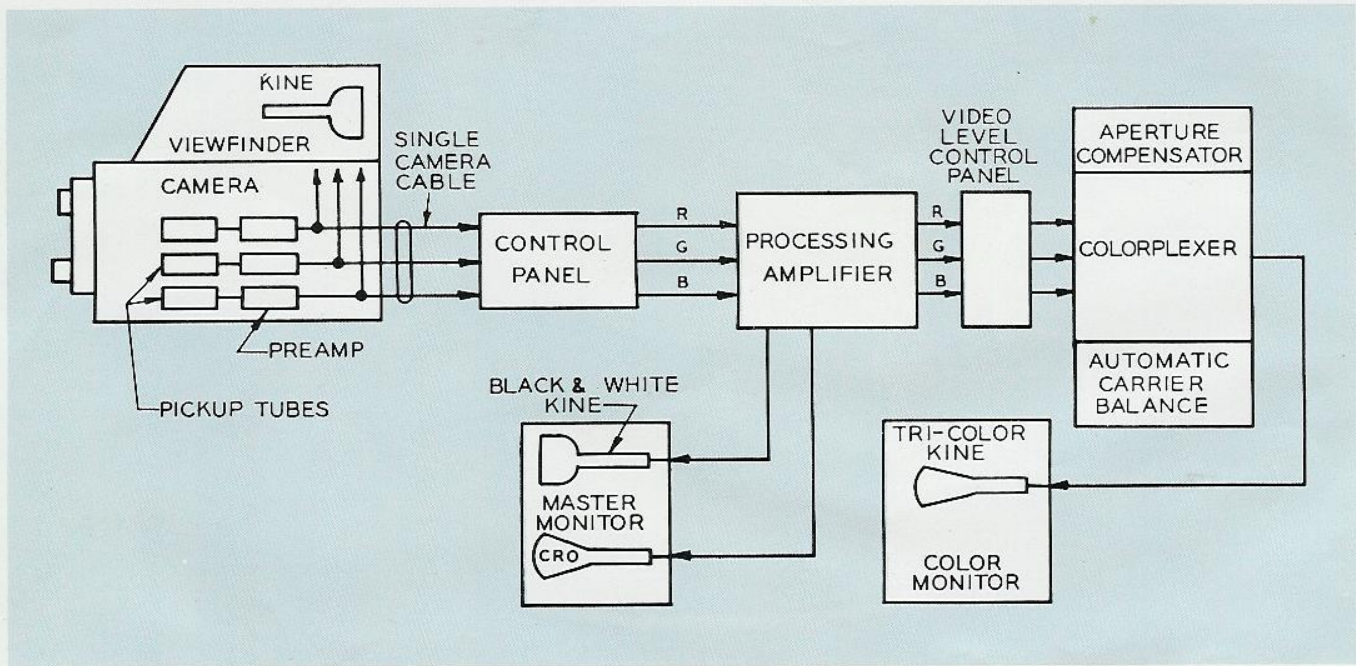 KINE
VIEWFINDER
CAMERA
PREAMP
PICKUP TUBES
SINGLE
CAMERA
CABLE
CONTROL
PANEL
R
G
B
PROCESSING
AMPLIFIER
R
G
B
VIDEO
LEVEL
CONTROL
PANEL
APERTURE
COMPENSATOR
COLORPLEXER
AUTOMATIC
CARRIER
BALANCE
BLACK & WHITE
KINE
MASTER
MONITOR
CRO
TRI-COLOR
KINE
COLOR
MONITOR